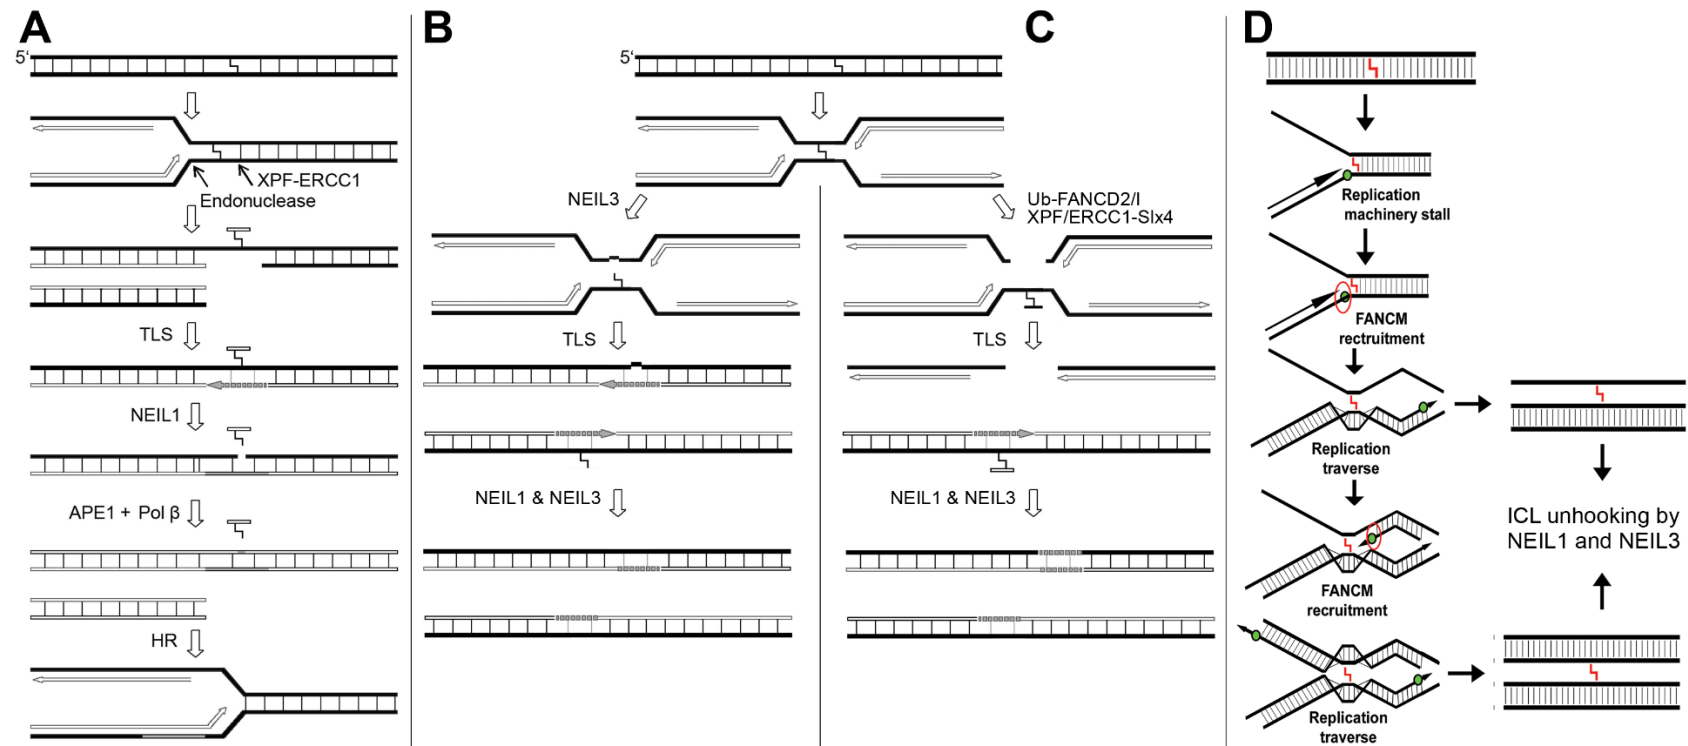 A
5'
XPF-ERCC1
Endonuclease
TLS
NEIL1
APE1 + Pol β
HR
B
C
5'
NEIL3
Ub-FANCD2/I
XPF/ERCC1-Slx4
TLS
TLS
NEIL1 & NEIL3
NEIL1 & NEIL3
D
Replication
machinery stall
FANCM
rectruitment
Replication
traverse
FANCM
recruitment
Replication
traverse
ICL unhooking by
NEIL1 and NEIL3